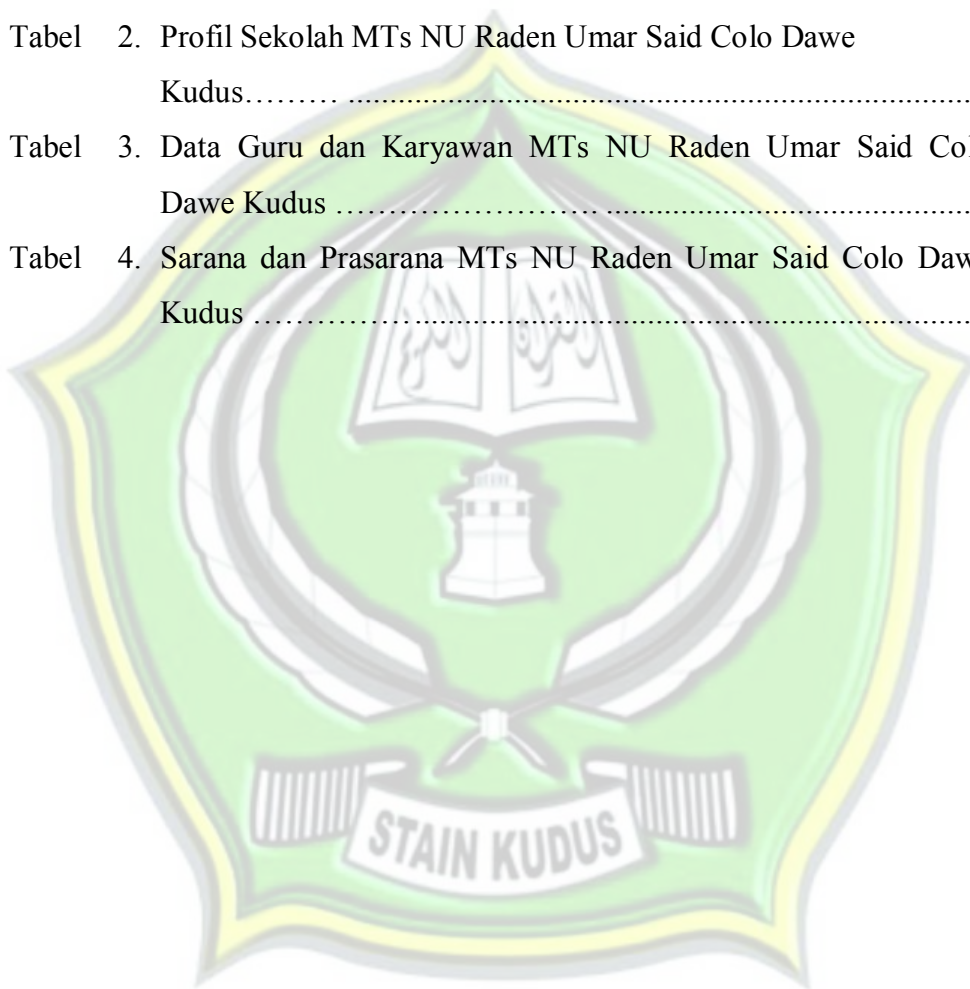 Tabel 2. Profil Sekolah MTs NU Raden Umar Said Colo Dawe
Kudus……… ................................................................................
Tabel 3. Data Guru dan Karyawan MTs NU Raden Umar Said Col
Dawe Kudus ……………………. ...............................................
Tabel 4. Sarana dan Prasarana MTs NU Raden Umar Said Colo Daw
Kudus …………… .......................................................................
STAIN KUDUS